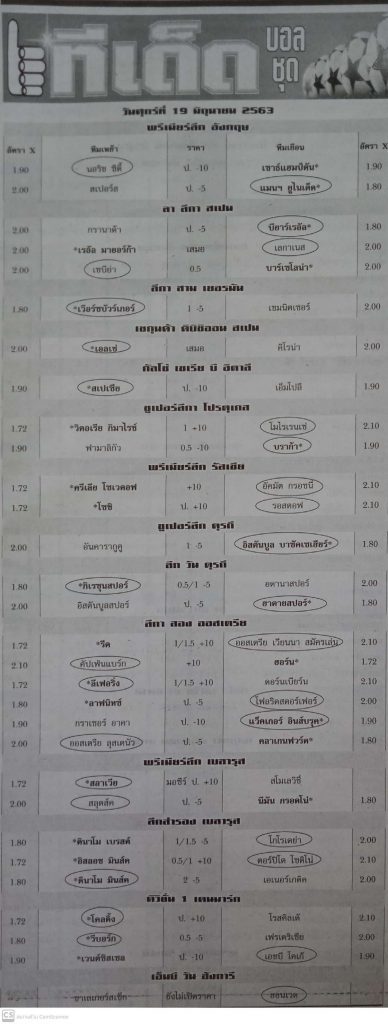 ทีเด็ด บอลชุด
วันศุกร์ที่ 19 มิถุนายน 2563
พรีเมียร์ลีก อังกฤษ
อัตรา X ทีมเหย้า ราคา ทีมเยือน อัตรา X
1.90 นอริช ซิตี้ ป. -10 เซาธ์แฮมป์ตัน* 1.90
2.00 สเปอร์ส ป. -5 แมนฯ ยูไนเต็ด* 1.80
ลา ลีกา สเปน
2.00 กรานาด้า ป. -5 บียาร์เรอัล* 1.80
2.00 *เรอัล มายอร์ก้า เสมอ เลกาเนส 2.00
2.00 เซบีย่า 0.5 บาร์เซโลน่า* 2.00
ลีกา สาม เยอรมัน
1.80 *เวือร์ซบวร์เกอร์ 1 -5 เชมนิตเซอร์ 2.00
เซกุนด้า ดิบิซิออน สเปน
2.00 *เอลเช่ เสมอ คิโรน่า 2.00
กัลโช่ เซเรีย บี อิตาลี
1.90 *สเปเซีย ป. -10 เอ็มโปลี 1.90
ซูเปอร์ลีกา โปรตุเกส
1.72 *วิตอเรีย กิมาไรซ์ 1 +10 โมไรเรนเซ่ 2.10
1.90 ฟามาลิกัว 0.5 -10 บราก้า* 1.90
พรีเมียร์ลีก รัสเซีย
1.72 *ครีเลีย โซเวตอฟ +10 อัคมัต กรอซนี่ 2.10
1.72 *โซชิ ป. +10 รอสตอฟ 2.10
ซูเปอร์ลีก ตุรกี
2.00 อันคารากูคู 1 -5 อิสตันบูล บาซัคเซเฮียร์* 1.80
ลีก วัน ตุรกี
1.80 *กิเรซุนสปอร์ 0.5/1 -5 อดานาสปอร์ 2.00
2.00 อิสตันบูลสปอร์ ป. -5 ฮาตายสปอร์* 1.80
ลีกา สอง ออสเตรีย
1.72 *รีด 1/1.5 +10 ออสเตรีย เวียนนา สมัครเล่น 2.10
2.10 คัปเฟ่นแบร์ก +10 ฮอร์น* 1.72
1.72 *ลีเฟอริ่ง 1/1.5 +10 ดอร์นเบียร์น 2.10
1.80 *ลาฟนิทซ์ ป. -5 โฟลริดสดอร์เฟอร์ 2.00
1.90 กราเซอร์ อาคา ป. -10 แว็คเกอร์ อินส์บรุค* 1.90
2.00 ออสเตรีย ลุสเตนัว ป. -5 คลาเกนฟวร์ต* 1.80
พรีเมียร์ลีก เบลารุส
1.72 *สลาเวีย มอซีร์ ป. +10 สโมเลวิชี่ 2.10
2.00 สลุตส์ค ป. -5 นีมัน กรอดโน่* 1.80
ลีกสำรอง เบลารุส
1.80 *ดินาโม เบรสต์ 1/1.5 -5 โกโรเดย่า 2.00
1.72 *อิสลอช มินส์ค 0.5/1 +10 ตอร์ปิโด โซดิโน่ 2.10
1.80 *ดินาโม มินส์ค 2 -5 เอเนอร์เกติค 2.00
ดิวิชั่น 1 เดนมาร์ก
1.72 *โคลดิ้ง ป. +10 โรสคิลเด้ 2.10
1.80 *วีบอร์ก 0.5 -5 เฟรเดริเซีย 2.00
1.90 *เวนด์ซิสเซล ป. -10 เอชบี โคเก้ 1.90
เอ็นบี วัน ฮังการี
ยังไม่เปิดราคา ฮอนเวด
CS